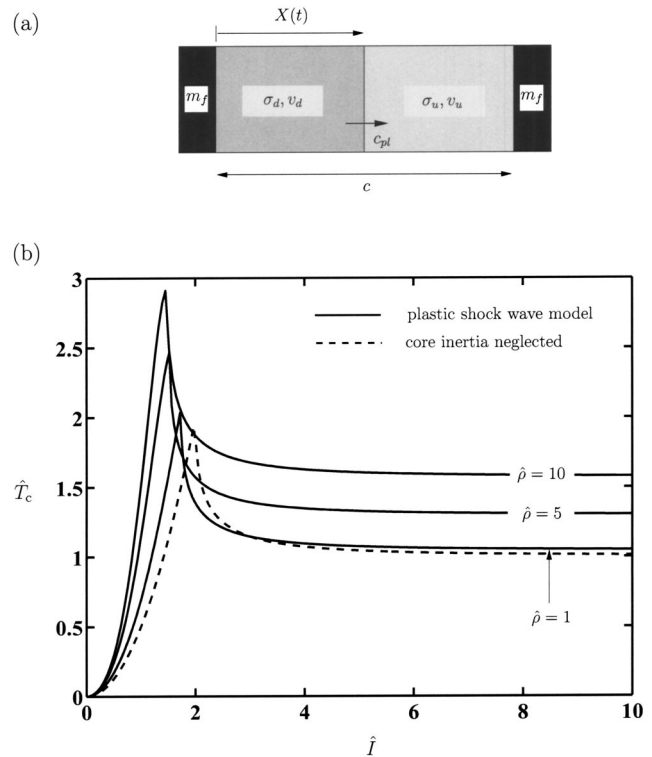 (a)
X(t)
m_f
σ_d, v_d
σ_u, v_u
m_f
c_pl
c
(b)
3
plastic shock wave model
core inertia neglected
2.5
2
T̂_c
1.5
ρ̂ = 10
ρ̂ = 5
1
ρ̂ = 1
0.5
0
0 2 4 6 8 10
Î